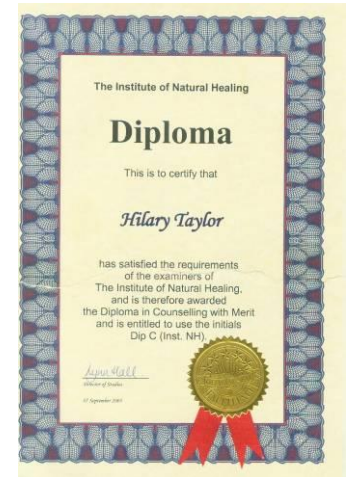 The Institute of Natural Healing
Diploma
This is to certify that
Hilary Taylor
has satisfied the requirements
of the examiners of
The Institute of Natural Healing,
and is therefore awarded
the Diploma in Counselling with Merit
and is entitled to use the initials
Dip C (Inst. NH).
Director of Studies
September